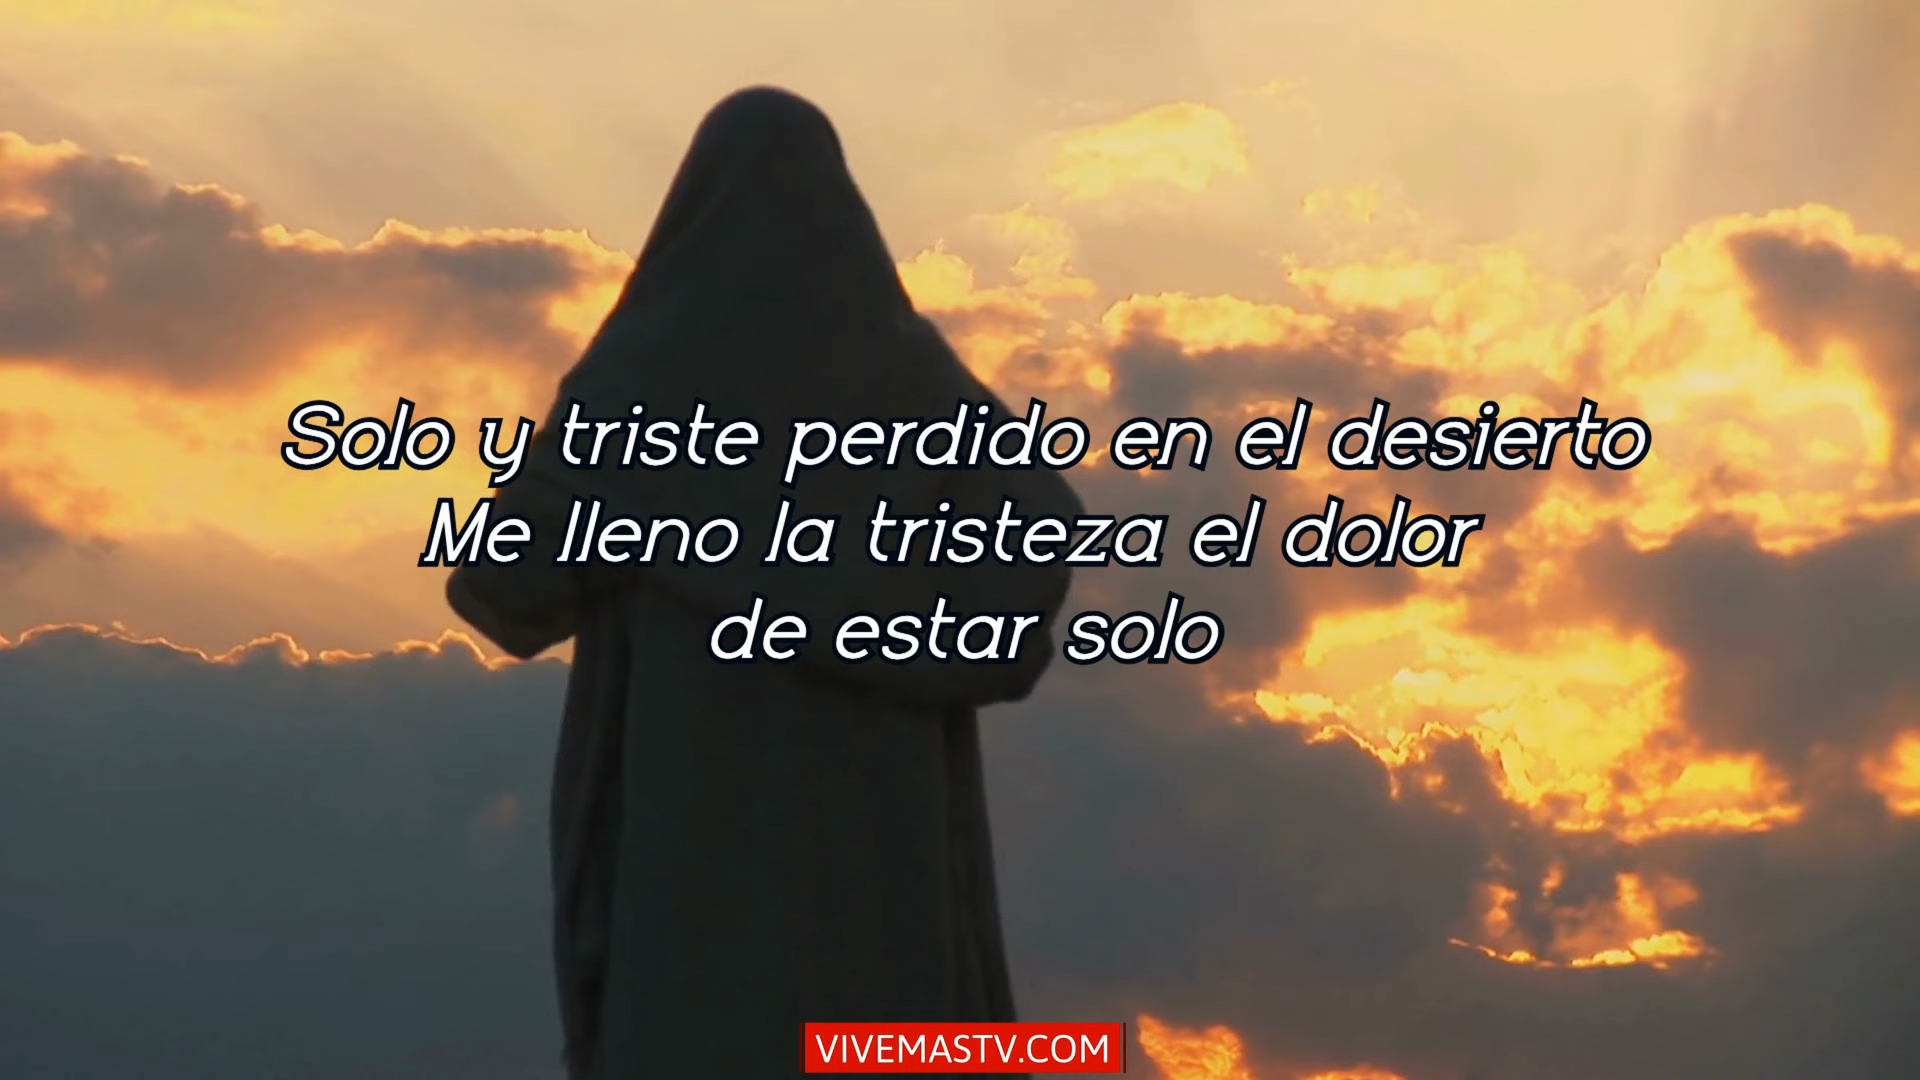 Solo y triste perdido en el desierto
Me lleno la tristeza el dolor
de estar solo
VIVEMASTV.COM